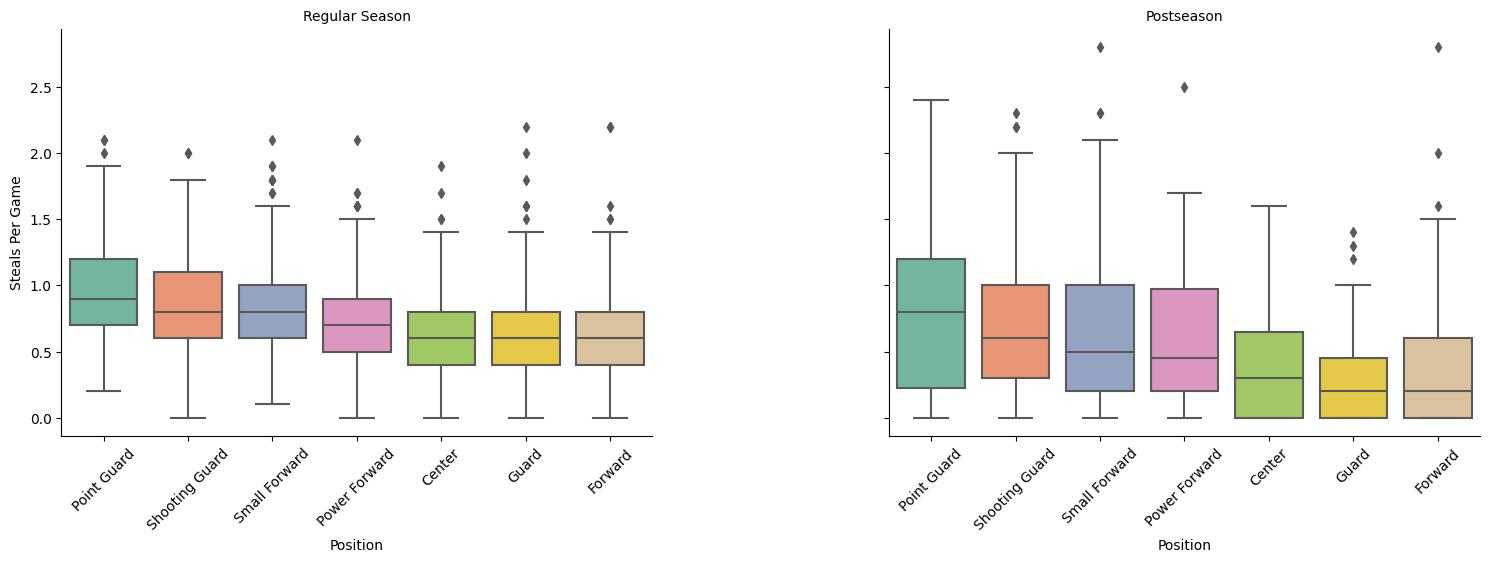 Regular Season
Postseason
Steals Per Game
2.5
2.0
1.5
1.0
0.5
0.0
Point Guard
Shooting Guard
Small Forward
Power Forward
Center
Guard
Forward
Position
Point Guard
Shooting Guard
Small Forward
Power Forward
Center
Guard
Forward
Position